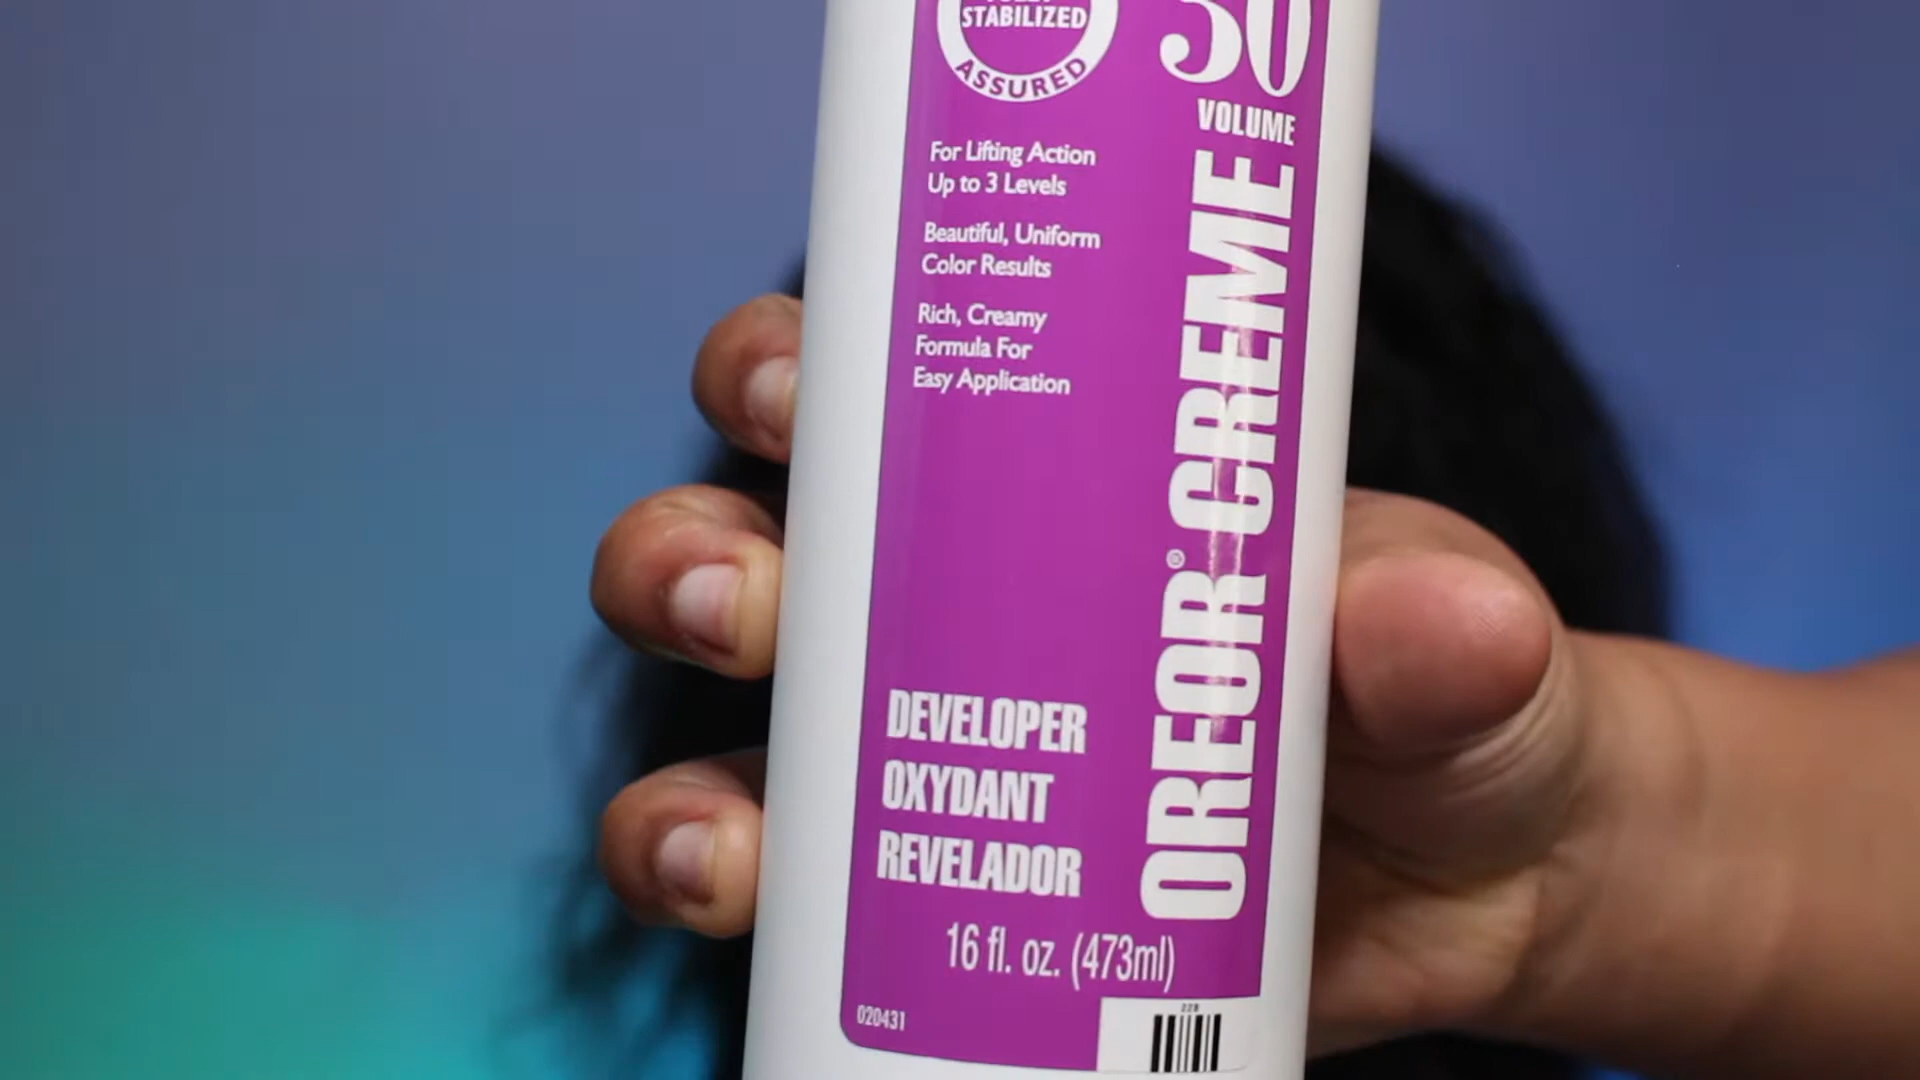 STABILIZED
ASSURED
30
VOLUME
OREOR® CREME
For Lifting Action
Up to 3 Levels
Beautiful, Uniform
Color Results
Rich, Creamy
Formula For
Easy Application
DEVELOPER
OXYDANT
REVELADOR
16 fl. oz. (473ml)
020431
228